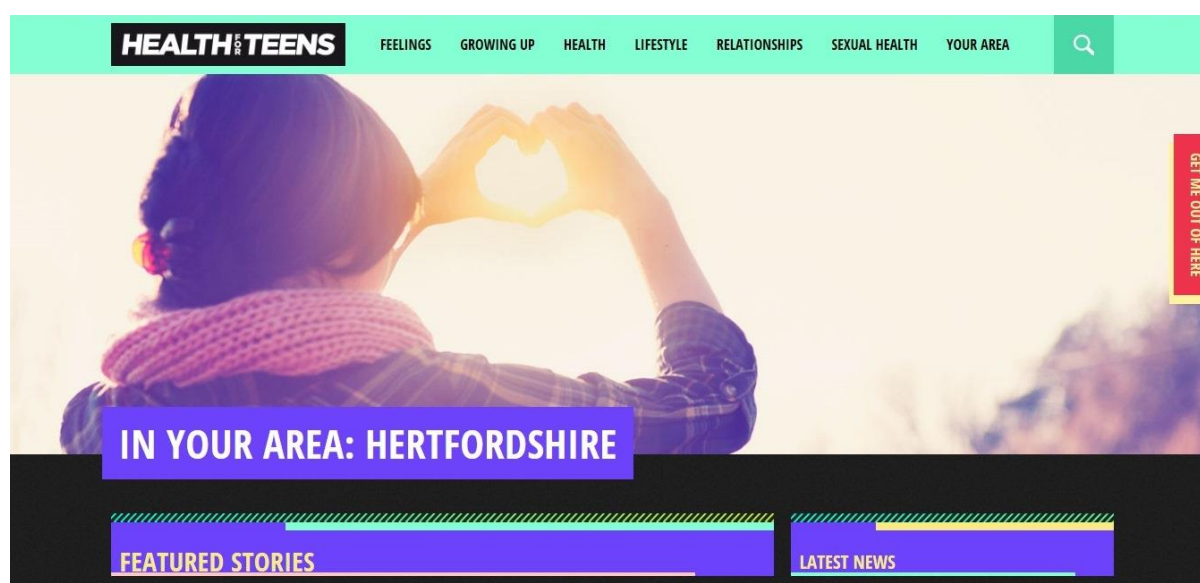 HEALTH FOR TEENS
FEELINGS GROWING UP HEALTH LIFESTYLE RELATIONSHIPS SEXUAL HEALTH YOUR AREA
GET ME OUT OF HERE
IN YOUR AREA: HERTFORDSHIRE
FEATURED STORIES
LATEST NEWS